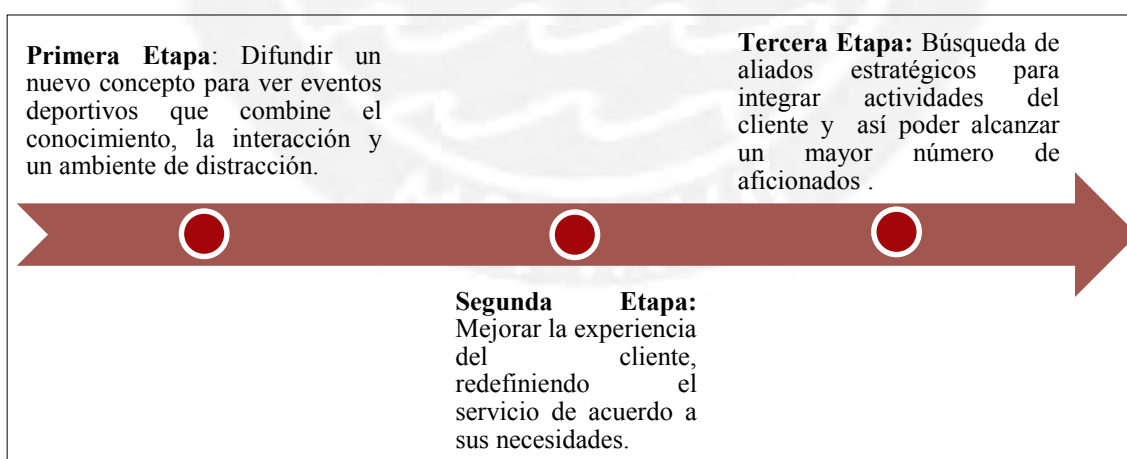 Primera Etapa: Difundir un
nuevo concepto para ver eventos
deportivos que combine el
conocimiento, la interacción y
un ambiente de distracción.
Segunda Etapa:
Mejorar la experiencia
del cliente,
redefiniendo el
servicio de acuerdo a
sus necesidades.
Tercera Etapa: Búsqueda de
aliados estratégicos para
integrar actividades del
cliente y así poder alcanzar
un mayor número de
aficionados .